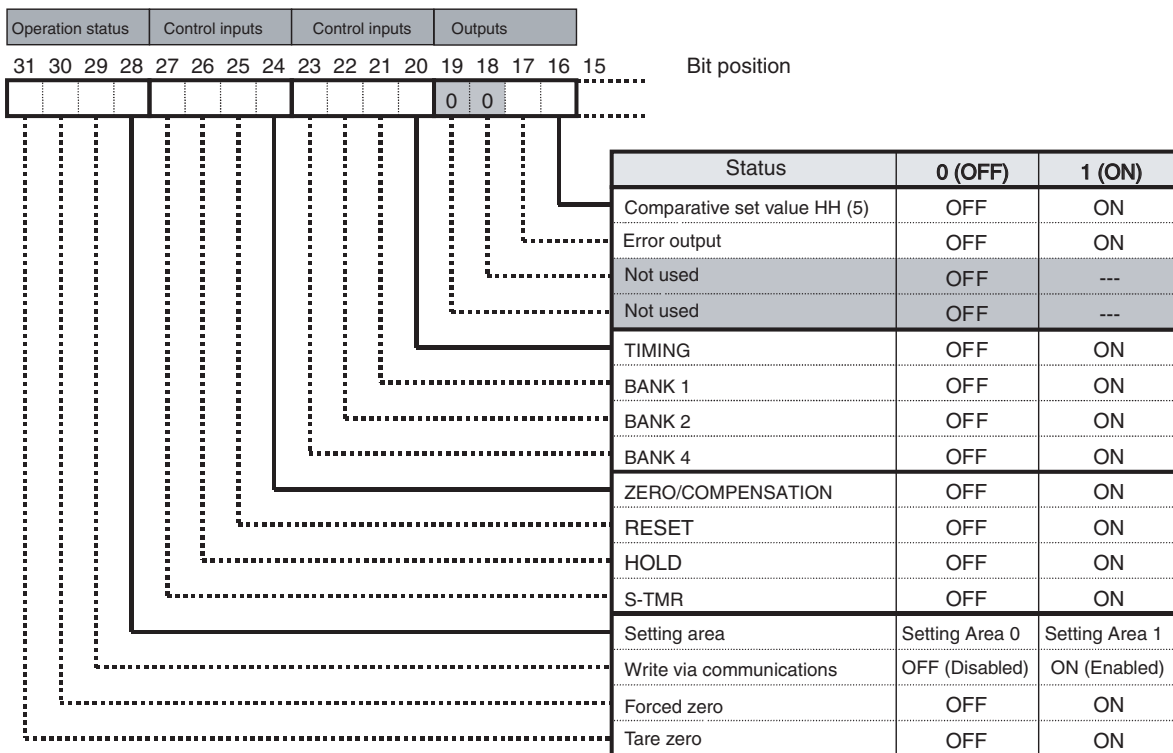 Operation status Control inputs Control inputs Outputs
31 30 29 28 27 26 25 24 23 22 21 20 19 18 17 16 15 Bit position
0 0
Status 0 (OFF) 1 (ON)
Comparative set value HH (5) OFF ON
Error output OFF ON
Not used OFF ---
Not used OFF ---
TIMING OFF ON
BANK 1 OFF ON
BANK 2 OFF ON
BANK 4 OFF ON
ZERO/COMPENSATION OFF ON
RESET OFF ON
HOLD OFF ON
S-TMR OFF ON
Setting area Setting Area 0 Setting Area 1
Write via communications OFF (Disabled) ON (Enabled)
Forced zero OFF ON
Tare zero OFF ON